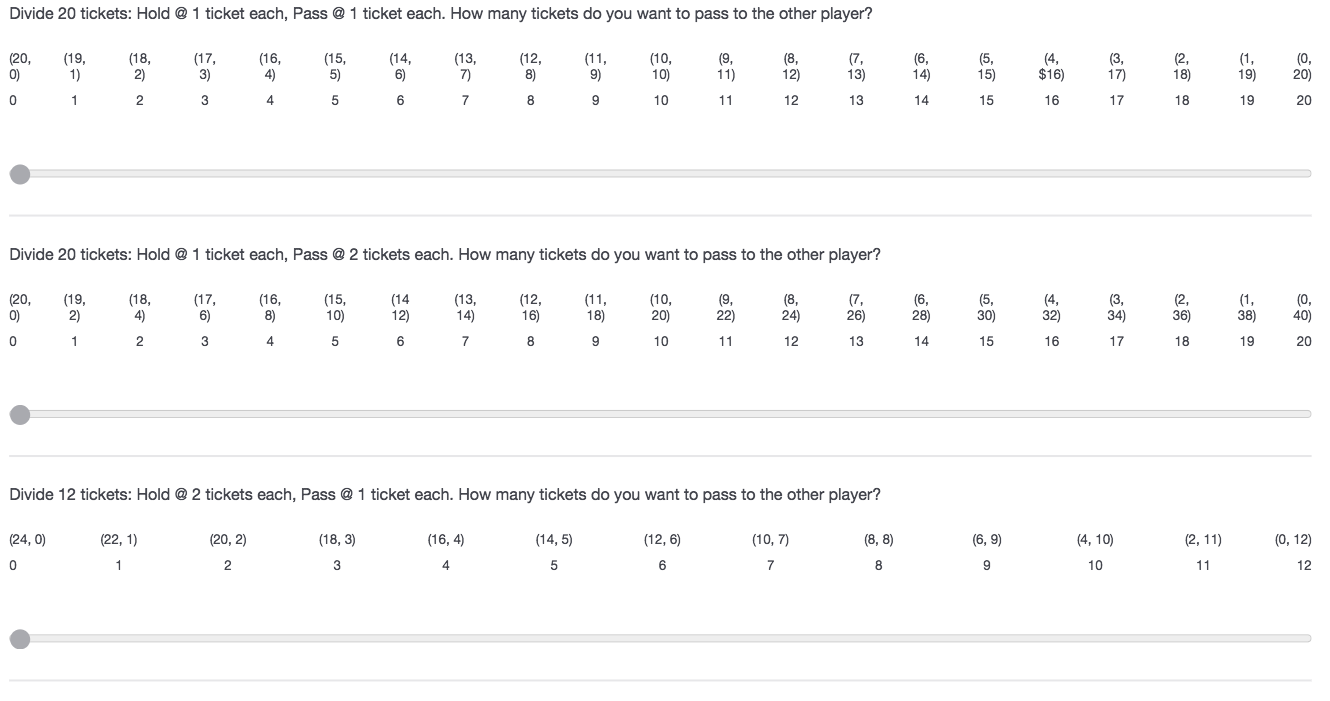 Divide 20 tickets: Hold @ 1 ticket each, Pass @ 1 ticket each. How many tickets do you want to pass to the other player?
(20, (19, (18, (17, (16, (15, (14, (13, (12, (11, (10, (9, (8, (7, (6, (5, (4, (3, (2, (1, (0,
0) 1) 2) 3) 4) 5) 6) 7) 8) 9) 10) 11) 12) 13) 14) 15) $16) 17) 18) 19) 20)
0 1 2 3 4 5 6 7 8 9 10 11 12 13 14 15 16 17 18 19 20
Divide 20 tickets: Hold @ 1 ticket each, Pass @ 2 tickets each. How many tickets do you want to pass to the other player?
(20, (19, (18, (17, (16, (15, (14 (13, (12, (11, (10, (9, (8, (7, (6, (5, (4, (3, (2, (1, (0,
0) 2) 4) 6) 8) 10) 12) 14) 16) 18) 20) 22) 24) 26) 28) 30) 32) 34) 36) 38) 40)
0 1 2 3 4 5 6 7 8 9 10 11 12 13 14 15 16 17 18 19 20
Divide 12 tickets: Hold @ 2 tickets each, Pass @ 1 ticket each. How many tickets do you want to pass to the other player?
(24, 0) (22, 1) (20, 2) (18, 3) (16, 4) (14, 5) (12, 6) (10, 7) (8, 8) (6, 9) (4, 10) (2, 11) (0, 12)
0 1 2 3 4 5 6 7 8 9 10 11 12